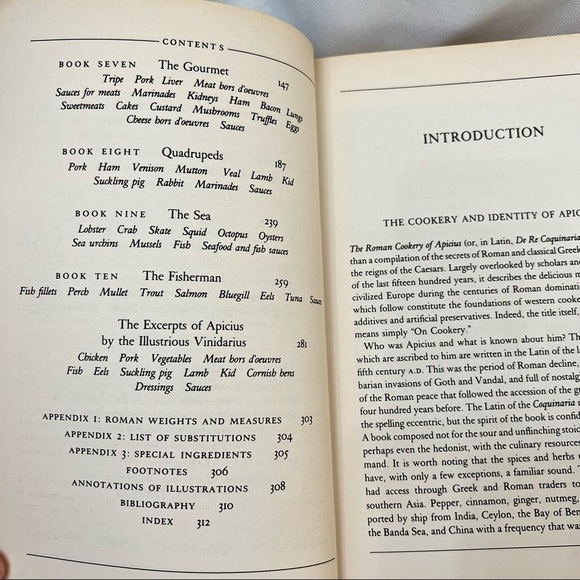 CONTENTS
BOOK SEVEN The Gourmet 147
Tripe Pork Liver Meat hors d'oeuvres
Sauces for meats Marinades Kidneys Ham Bacon Lungs
Sweetmeats Cakes Custard Mushrooms Truffles Eggs
Cheese hors d'oeuvres Sauces
BOOK EIGHT Quadrupeds 187
Pork Ham Venison Mutton Veal Lamb Kid
Suckling pig Rabbit Marinades Sauces
BOOK NINE The Sea 239
Lobster Crab Skate Squid Octopus Oysters
Sea urchins Mussels Fish Seafood and fish sauces
BOOK TEN The Fisherman 259
Fish fillets Perch Mullet Trout Salmon Bluegill Eels Tuna Sauces
The Excerpts of Apicius
by the Illustrious Vinidarius 281
Chicken Pork Vegetables Meat hors d'oeuvres
Fish Eels Suckling pig Lamb Kid Cornish hens
Dressings Sauces
APPENDIX 1: ROMAN WEIGHTS AND MEASURES 303
APPENDIX 2: LIST OF SUBSTITUTIONS 304
APPENDIX 3: SPECIAL INGREDIENTS 305
FOOTNOTES 306
ANNOTATIONS OF ILLUSTRATIONS 308
BIBLIOGRAPHY 310
INDEX 312
INTRODUCTION
THE COOKERY AND IDENTITY OF APIC
The Roman Cookery of Apicius (or, in Latin, De Re Coquinaria
than a compilation of the secrets of Roman and classical Greek
the reigns of the Caesars. Largely overlooked by scholars an
of the last fifteen hundred years, it describes the delicious m
civilized Europe during the centuries of Roman dominati
which follow constitute the foundations of western cooke
additives and artificial preservatives. Indeed, the title itself,
means simply "On Cookery."
Who was Apicius and what is known about him? Th
which are ascribed to him are written in the Latin of the l
fifth century A.D. This was the period of Roman decline,
barian invasions of Goth and Vandal, and full of nostalg
of the Roman peace that followed the accession of the g
four hundred years before. The Latin of the Coquinaria
the spelling eccentric, but the spirit of the book is confid
A book composed not for the sour and unflinching stoic
perhaps even the hedonist, with the culinary resources
mand. It is worth noting that the spices and herbs
have, with only a few exceptions, a familiar sound. T
had access through Greek and Roman traders to
southern Asia. Pepper, cinnamon, ginger, nutmeg,
ported by ship from India, Ceylon, the Bay of Ben
the Banda Sea, and China with a frequency that wa